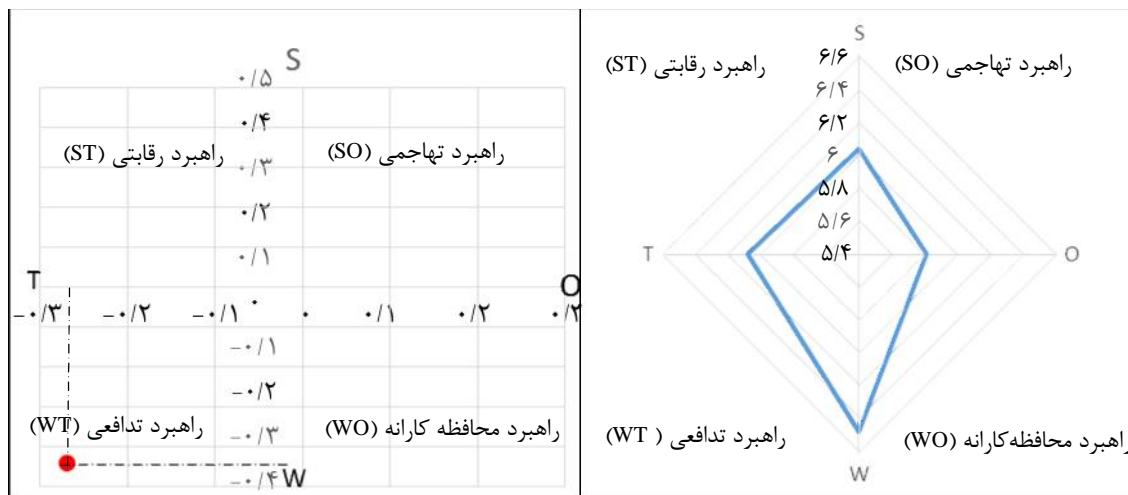 S
۰/۵
۰/۴
راهبرد رقابتی (ST) راهبرد تهاجمی (SO)
۰/۳
۰/۲
۰/۱
T O
۰
−۰/۳ −۰/۲ −۰/۱ ۰ ۰/۱ ۰/۲ ۰/۲
−۰/۱
−۰/۲
راهبرد تدافعی (WT) راهبرد محافظه کارانه (WO)
−۰/۳
−۰/۴ W
S
۶/۶
راهبرد رقابتی (ST) راهبرد تهاجمی (SO)
۶/۴
۶/۲
۶
۵/۸
۵/۶
T ۵/۴ O
راهبرد تدافعی (WT ) راهبرد محافظه‌کارانه (WO)
W